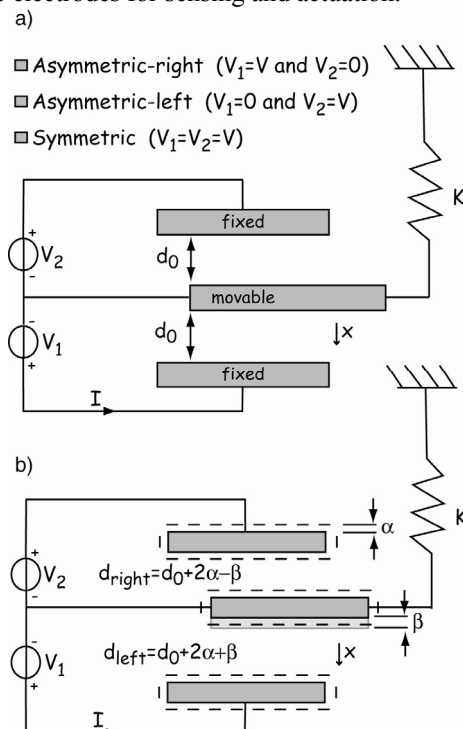 e electrodes for sensing and actuation.
a)
Asymmetric-right (V1=V and V2=0)
Asymmetric-left (V1=0 and V2=V)
Symmetric (V1=V2=V)
K
fixed
+
V2
-
d0
movable
-
V1
+
d0
↓x
fixed
I
b)
K
α
+
V2
-
dright=d0+2α-β
β
-
V1
+
dleft=d0+2α+β
↓x
I